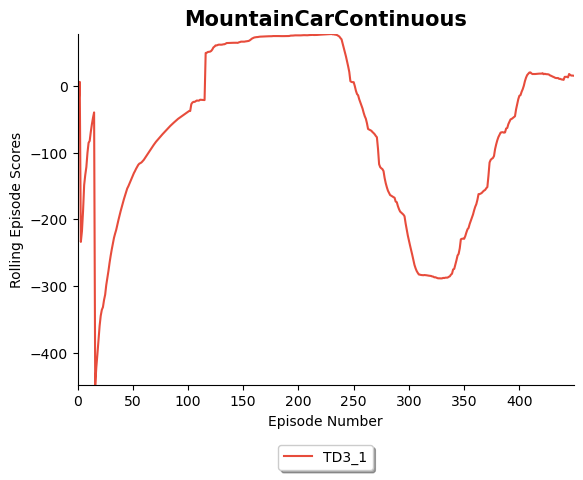 MountainCarContinuous
Rolling Episode Scores
0
−100
−200
−300
−400
0 50 100 150 200 250 300 350 400
Episode Number
TD3_1